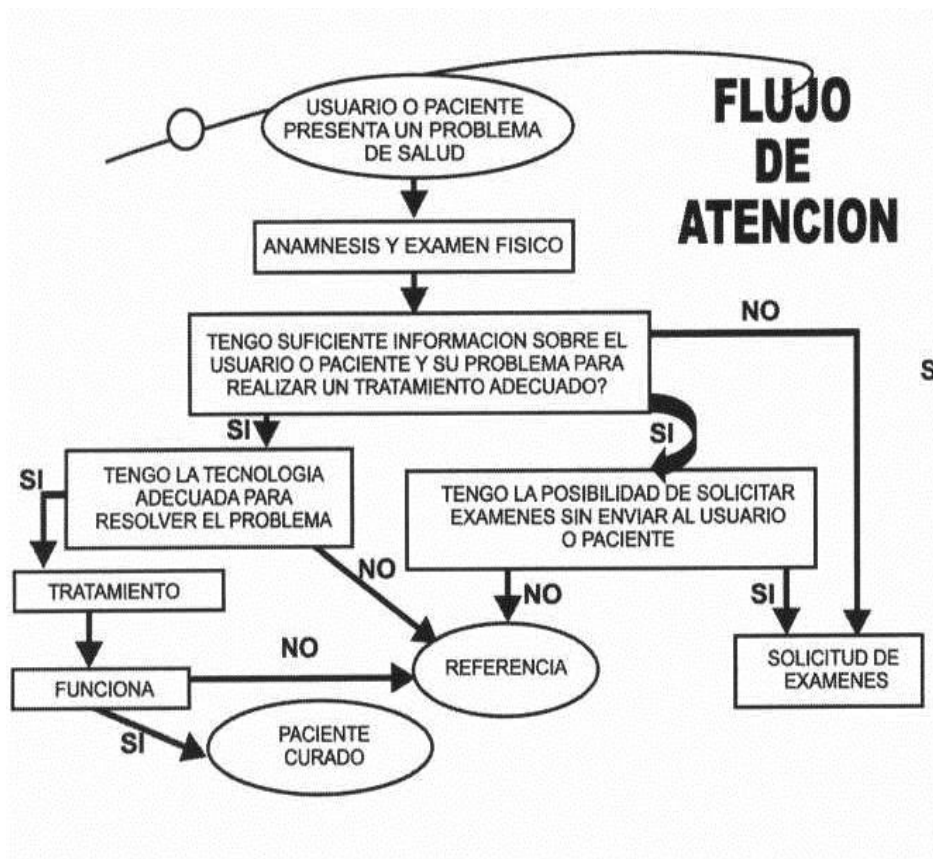 FLUJO
DE
ATENCION
USUARIO O PACIENTE
PRESENTA UN PROBLEMA
DE SALUD
ANAMNESIS Y EXAMEN FISICO
NO
TENGO SUFICIENTE INFORMACION SOBRE EL
USUARIO O PACIENTE Y SU PROBLEMA PARA
REALIZAR UN TRATAMIENTO ADECUADO?
S
SI
SI
SI
TENGO LA TECNOLOGIA
ADECUADA PARA
RESOLVER EL PROBLEMA
TENGO LA POSIBILIDAD DE SOLICITAR
EXAMENES SIN ENVIAR AL USUARIO
O PACIENTE
NO
NO
SI
TRATAMIENTO
NO
REFERENCIA
SOLICITUD DE
EXAMENES
FUNCIONA
SI
PACIENTE
CURADO